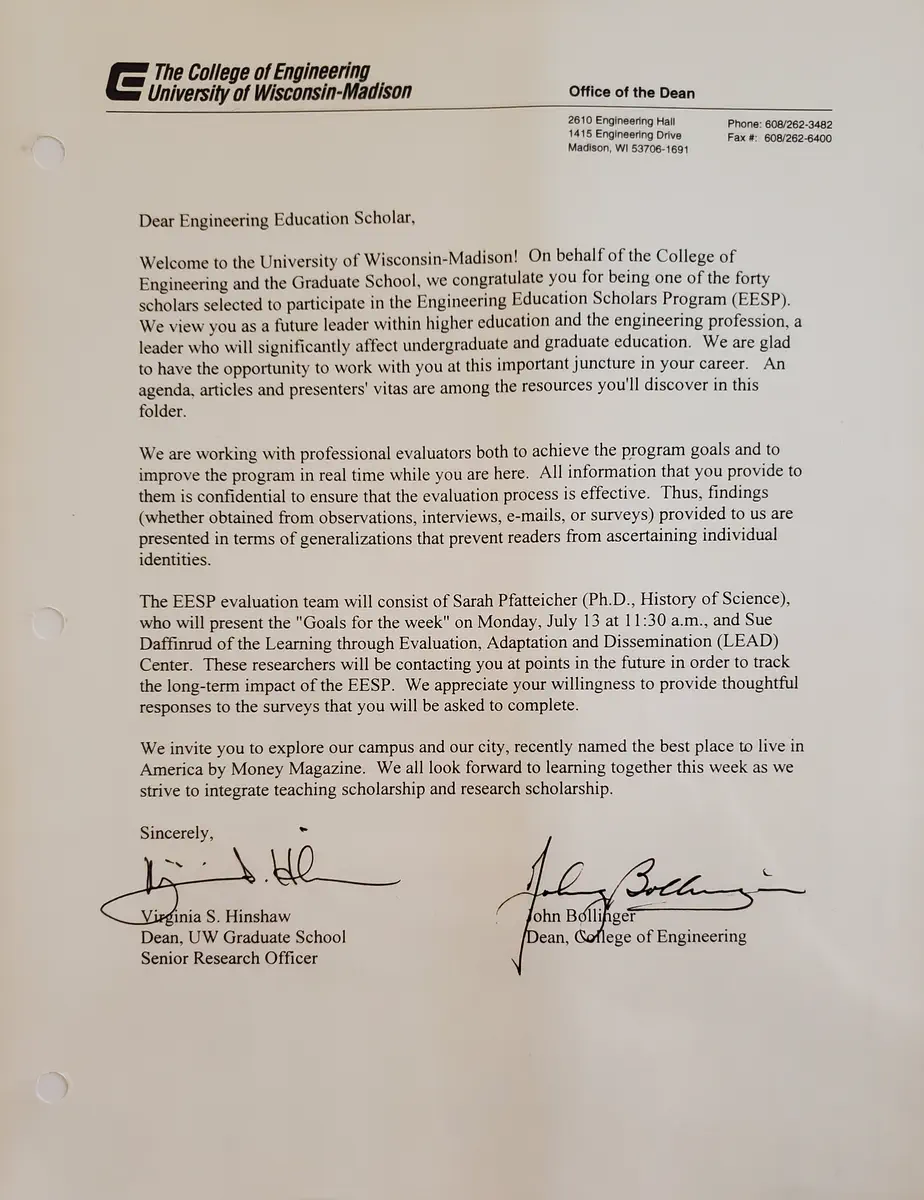 The College of Engineering
University of Wisconsin-Madison
Office of the Dean
2610 Engineering Hall
1415 Engineering Drive
Madison, WI 53706-1691
Phone: 608/262-3482
Fax #: 608/262-6400
Dear Engineering Education Scholar,
Welcome to the University of Wisconsin-Madison! On behalf of the College of
Engineering and the Graduate School, we congratulate you for being one of the forty
scholars selected to participate in the Engineering Education Scholars Program (EESP).
We view you as a future leader within higher education and the engineering profession, a
leader who will significantly affect undergraduate and graduate education. We are glad
to have the opportunity to work with you at this important juncture in your career. An
agenda, articles and presenters' vitas are among the resources you'll discover in this
folder.
We are working with professional evaluators both to achieve the program goals and to
improve the program in real time while you are here. All information that you provide to
them is confidential to ensure that the evaluation process is effective. Thus, findings
(whether obtained from observations, interviews, e-mails, or surveys) provided to us are
presented in terms of generalizations that prevent readers from ascertaining individual
identities.
The EESP evaluation team will consist of Sarah Pfatteicher (Ph.D., History of Science),
who will present the "Goals for the week" on Monday, July 13 at 11:30 a.m., and Sue
Daffinrud of the Learning through Evaluation, Adaptation and Dissemination (LEAD)
Center. These researchers will be contacting you at points in the future in order to track
the long-term impact of the EESP. We appreciate your willingness to provide thoughtful
responses to the surveys that you will be asked to complete.
We invite you to explore our campus and our city, recently named the best place to live in
America by Money Magazine. We all look forward to learning together this week as we
strive to integrate teaching scholarship and research scholarship.
Sincerely,
Virginia S. Hinshaw
Dean, UW Graduate School
Senior Research Officer
John Bollinger
John Bollinger
Dean, College of Engineering